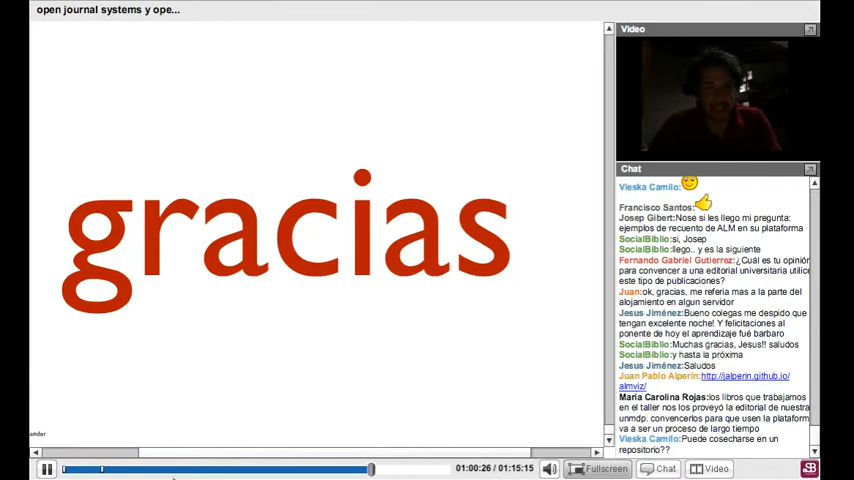 open journal systems y ope...
gracias
ander
Video
Chat
Vieska Camilo:
Francisco Santos:
Josep Gibert:Nose si les llego mi pregunta:
ejemplos de recuento de ALM en su plataforma
SocialBiblio:si, Josep
SocialBiblio:llego.. y es la siguiente
Fernando Gabriel Gutierrez:¿Cuál es tu opinión
para convencer a una editorial universitaria utilice
este tipo de publicaciones?
Juan:ok, gracias, me referia mas a la parte del
alojamiento en algun servidor
Jesus Jiménez:Bueno colegas me despido que
tengan excelente noche! Y felicitaciones al
ponente de hoy el aprendizaje fué barbaro
SocialBiblio:Muchas gracias, Jesus!! saludos
SocialBiblio:y hasta la próxima
Jesus Jiménez:Saludos
Juan Pablo Alperin:http://jalperin.github.io/
almviz/
María Carolina Rojas:los libros que trabajamos
en el taller nos los proveyó la editorial de nuestra
unmdp. convencerlos para que usen la plataform
va a ser un proceso de largo tiempo
Vieska Camilo:Puede cosecharse en un
repositorio??
01:00:26 / 01:15:15
Fullscreen
Chat
Video
SB